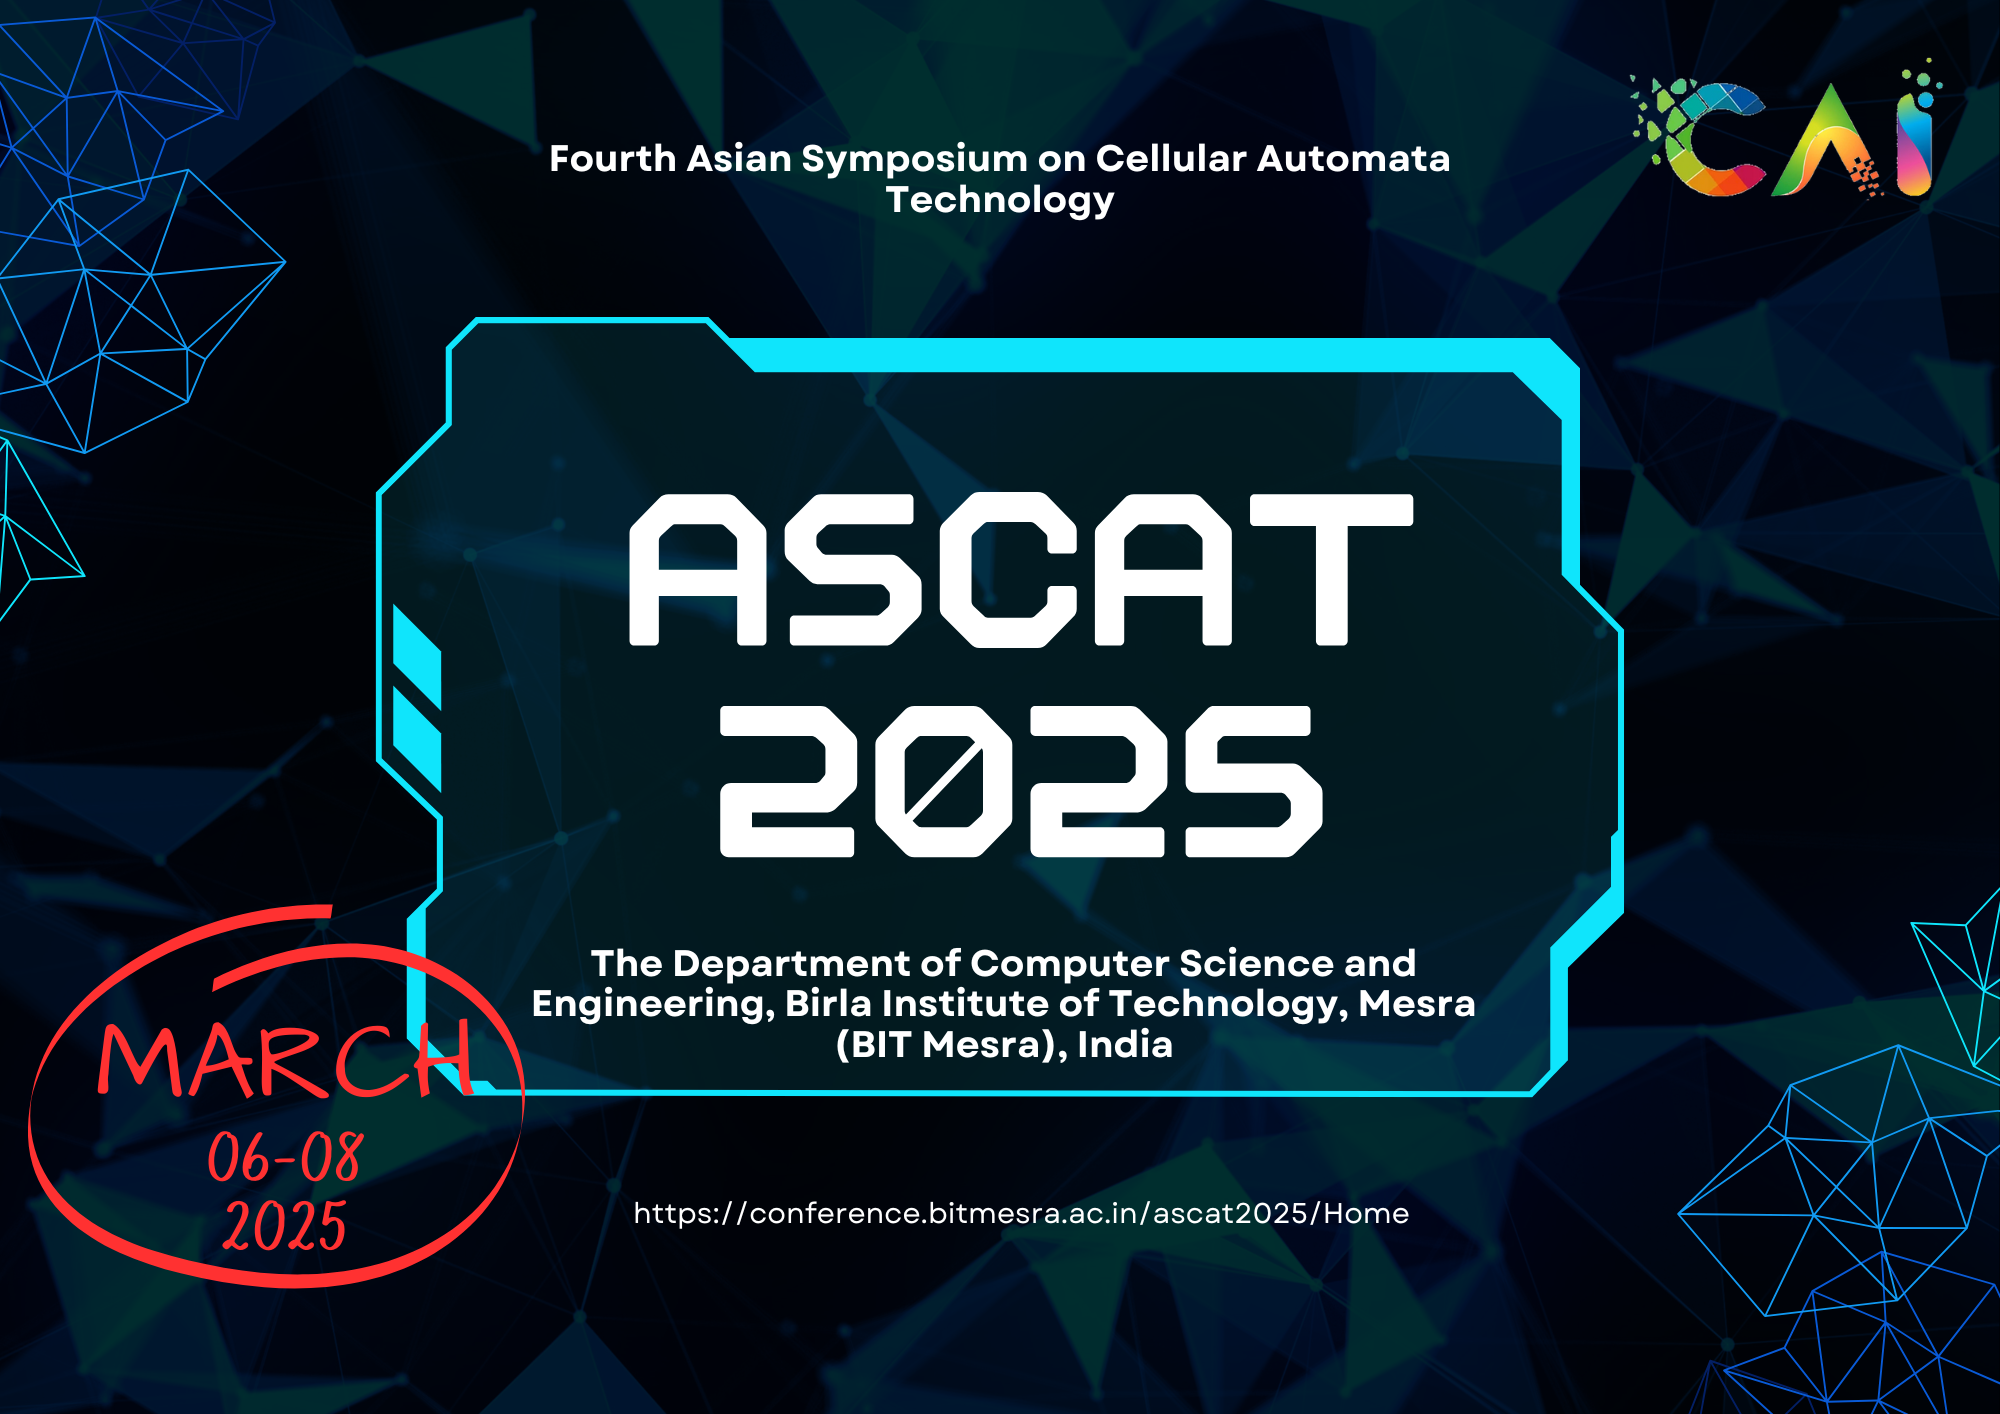 CAI
Fourth Asian Symposium on Cellular Automata
Technology
ASCAT
2025
The Department of Computer Science and
Engineering, Birla Institute of Technology, Mesra
(BIT Mesra), India
MARCH
06-08
2025
https://conference.bitmesra.ac.in/ascat2025/Home